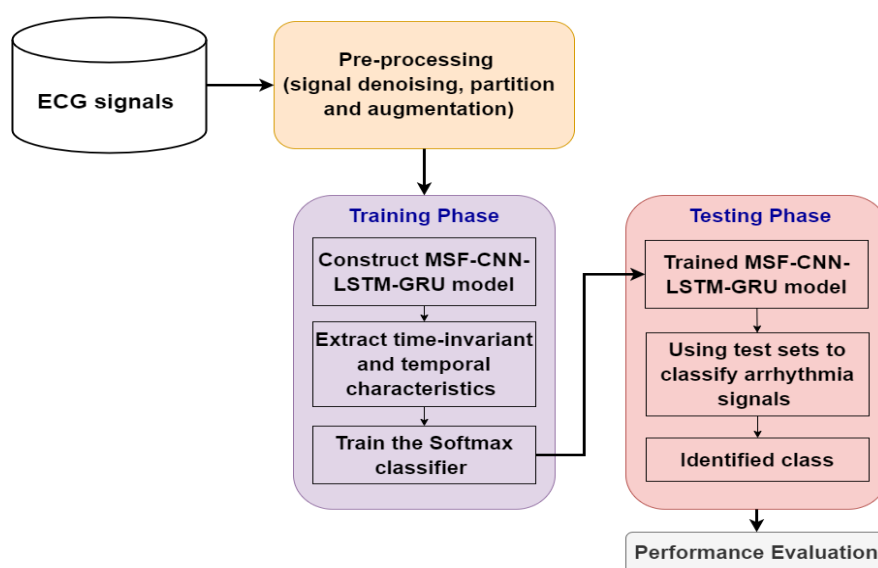 ECG signals
Pre-processing
(signal denoising, partition
and augmentation)
Training Phase
Construct MSF-CNN-
LSTM-GRU model
Extract time-invariant
and temporal
characteristics
Train the Softmax
classifier
Testing Phase
Trained MSF-CNN-
LSTM-GRU model
Using test sets to
classify arrhythmia
signals
Identified class
Performance Evaluation